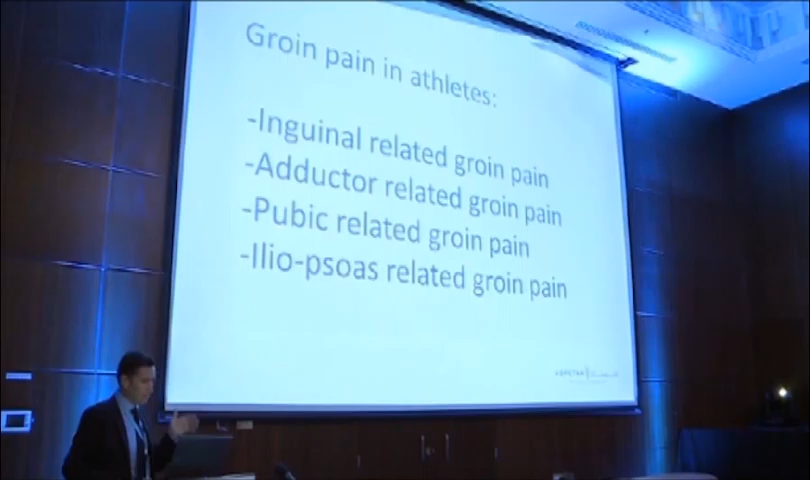 Groin pain in athletes:
-Inguinal related groin pain
-Adductor related groin pain
-Pubic related groin pain
-Ilio-psoas related groin pain